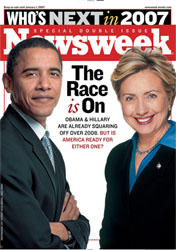 WHO'S NEXT in 2007
SPECIAL DOUBLE ISSUE
Newsweek
The
Race
is On
OBAMA & HILLARY
ARE ALREADY SQUARING
OFF OVER 2008. BUT IS
AMERICA READY FOR
EITHER ONE?